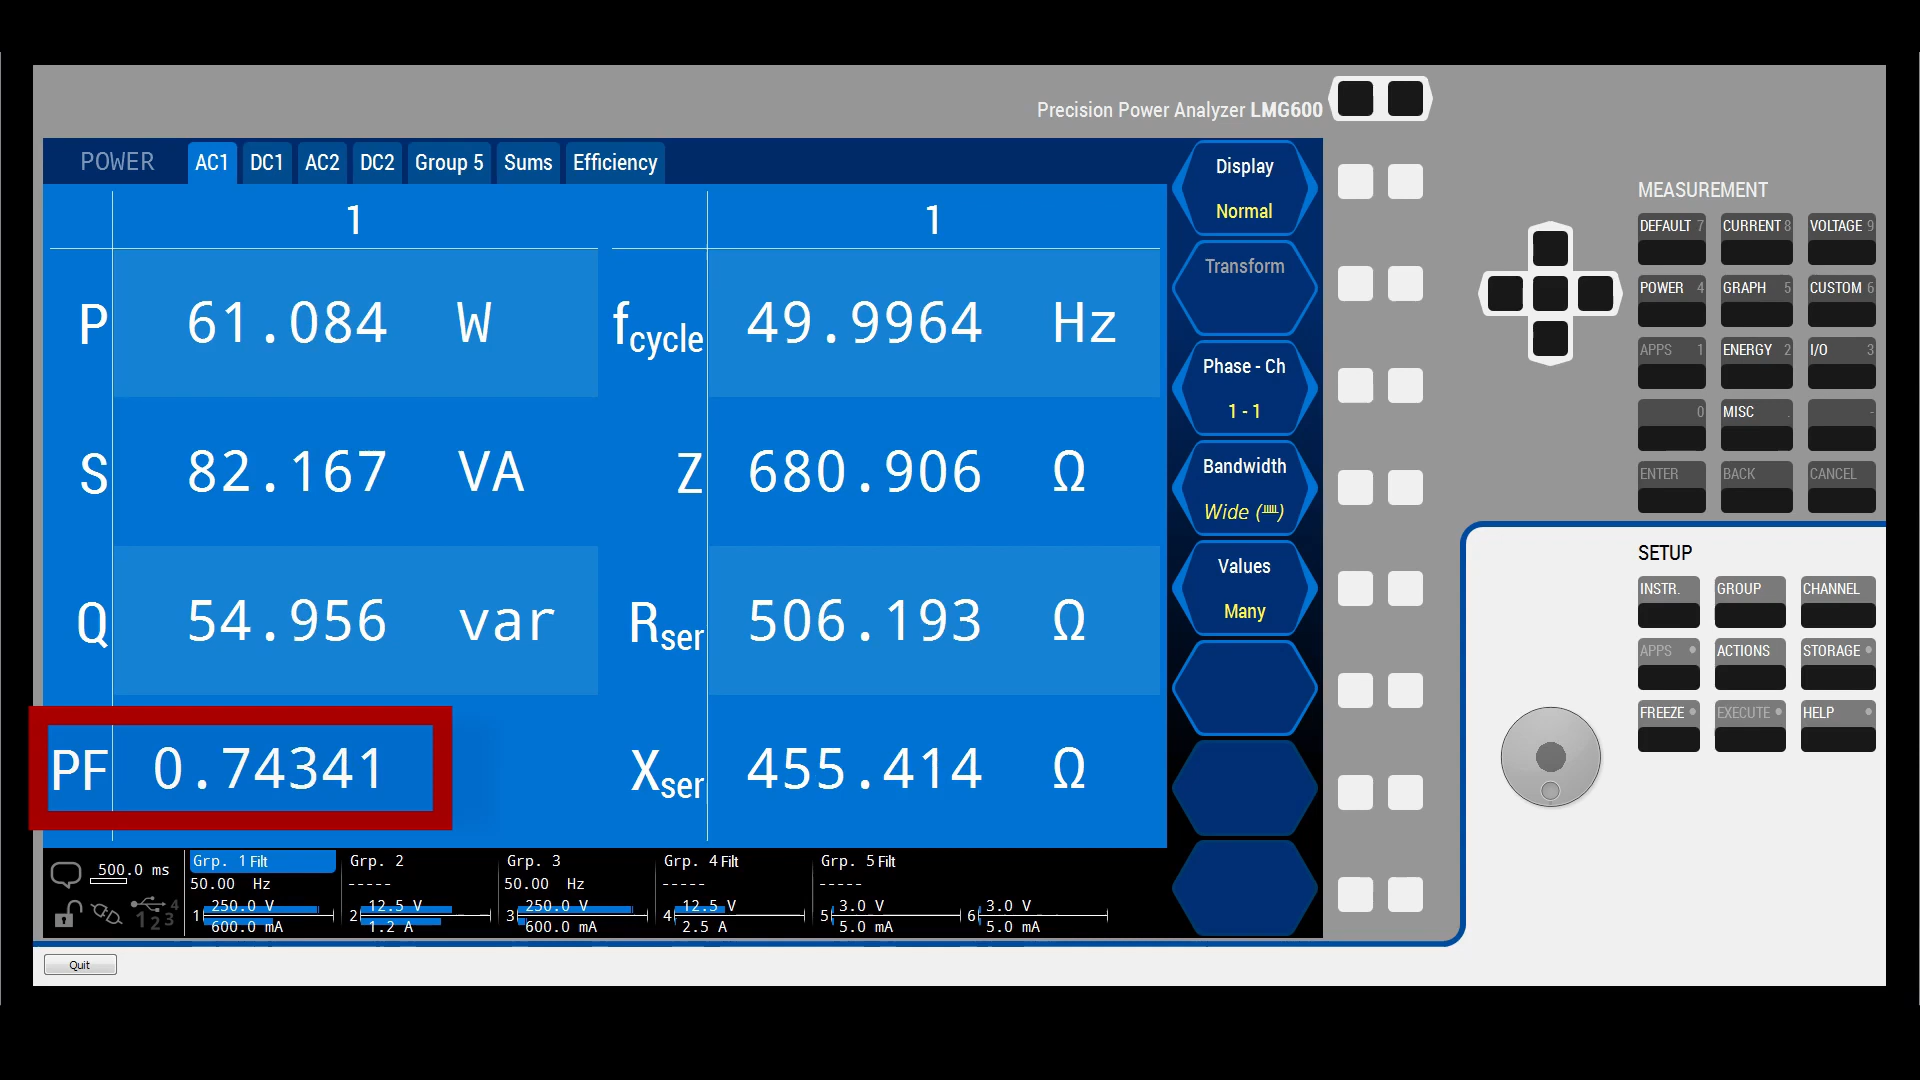 Precision Power Analyzer LMG600
POWER AC1 DC1 AC2 DC2 Group 5 Sums Efficiency
1 1
P 61.084 W fcycle 49.9964 Hz
S 82.167 VA Z 680.906 Ω
Q 54.956 var Rser 506.193 Ω
PF 0.74341 Xser 455.414 Ω
Display
Normal
Transform
Phase - Ch
1 - 1
Bandwidth
Wide
Values
Many
500.0 ms
1 2 3 4
Grp. 1 Filt
50.00 Hz
1 250.0 V
600.0 mA
Grp. 2
-----
2 12.5 V
1.2 A
Grp. 3
50.00 Hz
3 250.0 V
600.0 mA
Grp. 4 Filt
-----
4 12.5 V
2.5 A
Grp. 5 Filt
-----
5 3.0 V
5.0 mA
6 3.0 V
5.0 mA
MEASUREMENT
DEFAULT 7 CURRENT 8 VOLTAGE 9
POWER 4 GRAPH 5 CUSTOM 6
APPS 1 ENERGY 2 I/O 3
0 MISC . -
ENTER BACK CANCEL
SETUP
INSTR. GROUP CHANNEL
APPS ACTIONS STORAGE
FREEZE EXECUTE HELP
Quit